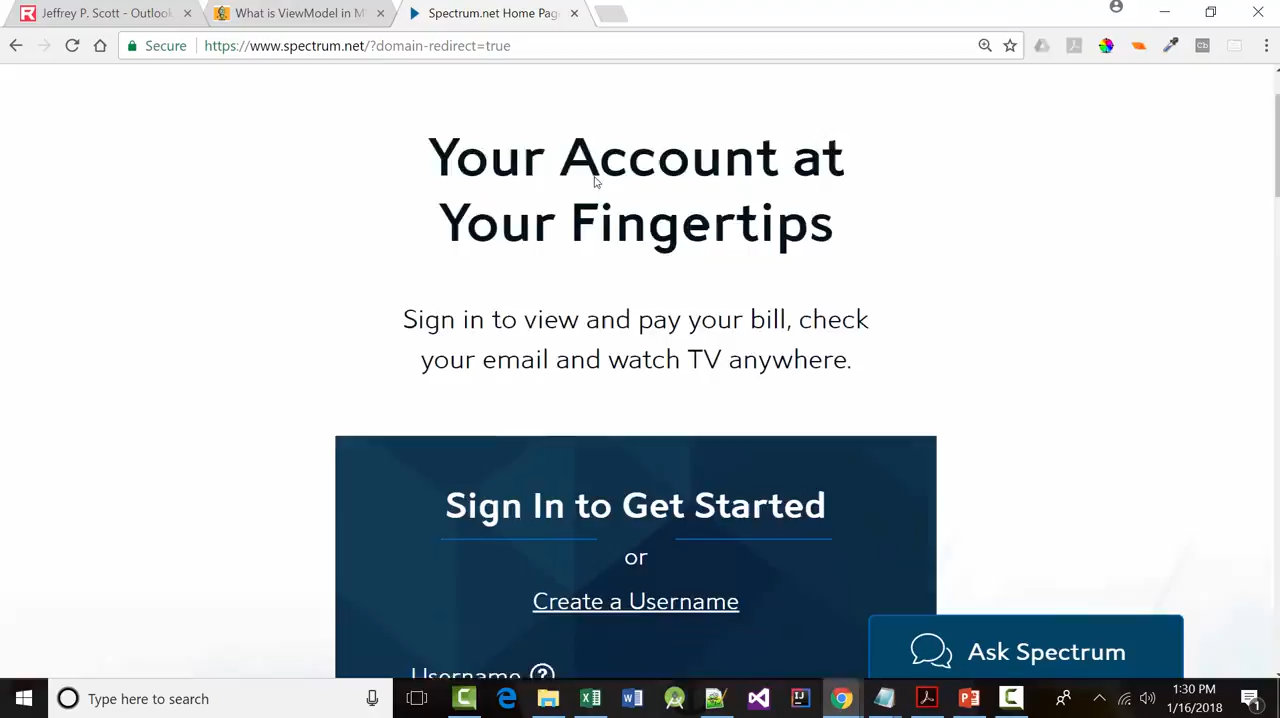 Jeffrey P. Scott - Outlook
What is ViewModel in M
Spectrum.net Home Pag
Secure
https://www.spectrum.net/?domain-redirect=true
Your Account at
Your Fingertips
Sign in to view and pay your bill, check
your email and watch TV anywhere.
Sign In to Get Started
or
Create a Username
Username ?
Ask Spectrum
Type here to search
1:30 PM
1/16/2018